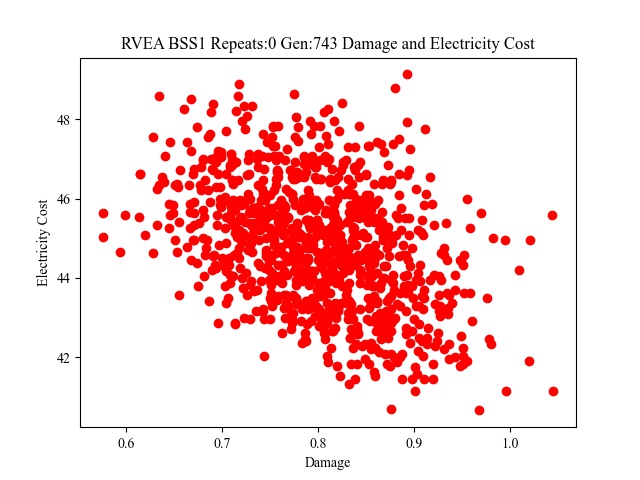 RVEA BSS1 Repeats:0 Gen:743 Damage and Electricity Cost
48
46
44
42
Electricity Cost
0.6 0.7 0.8 0.9 1.0
Damage